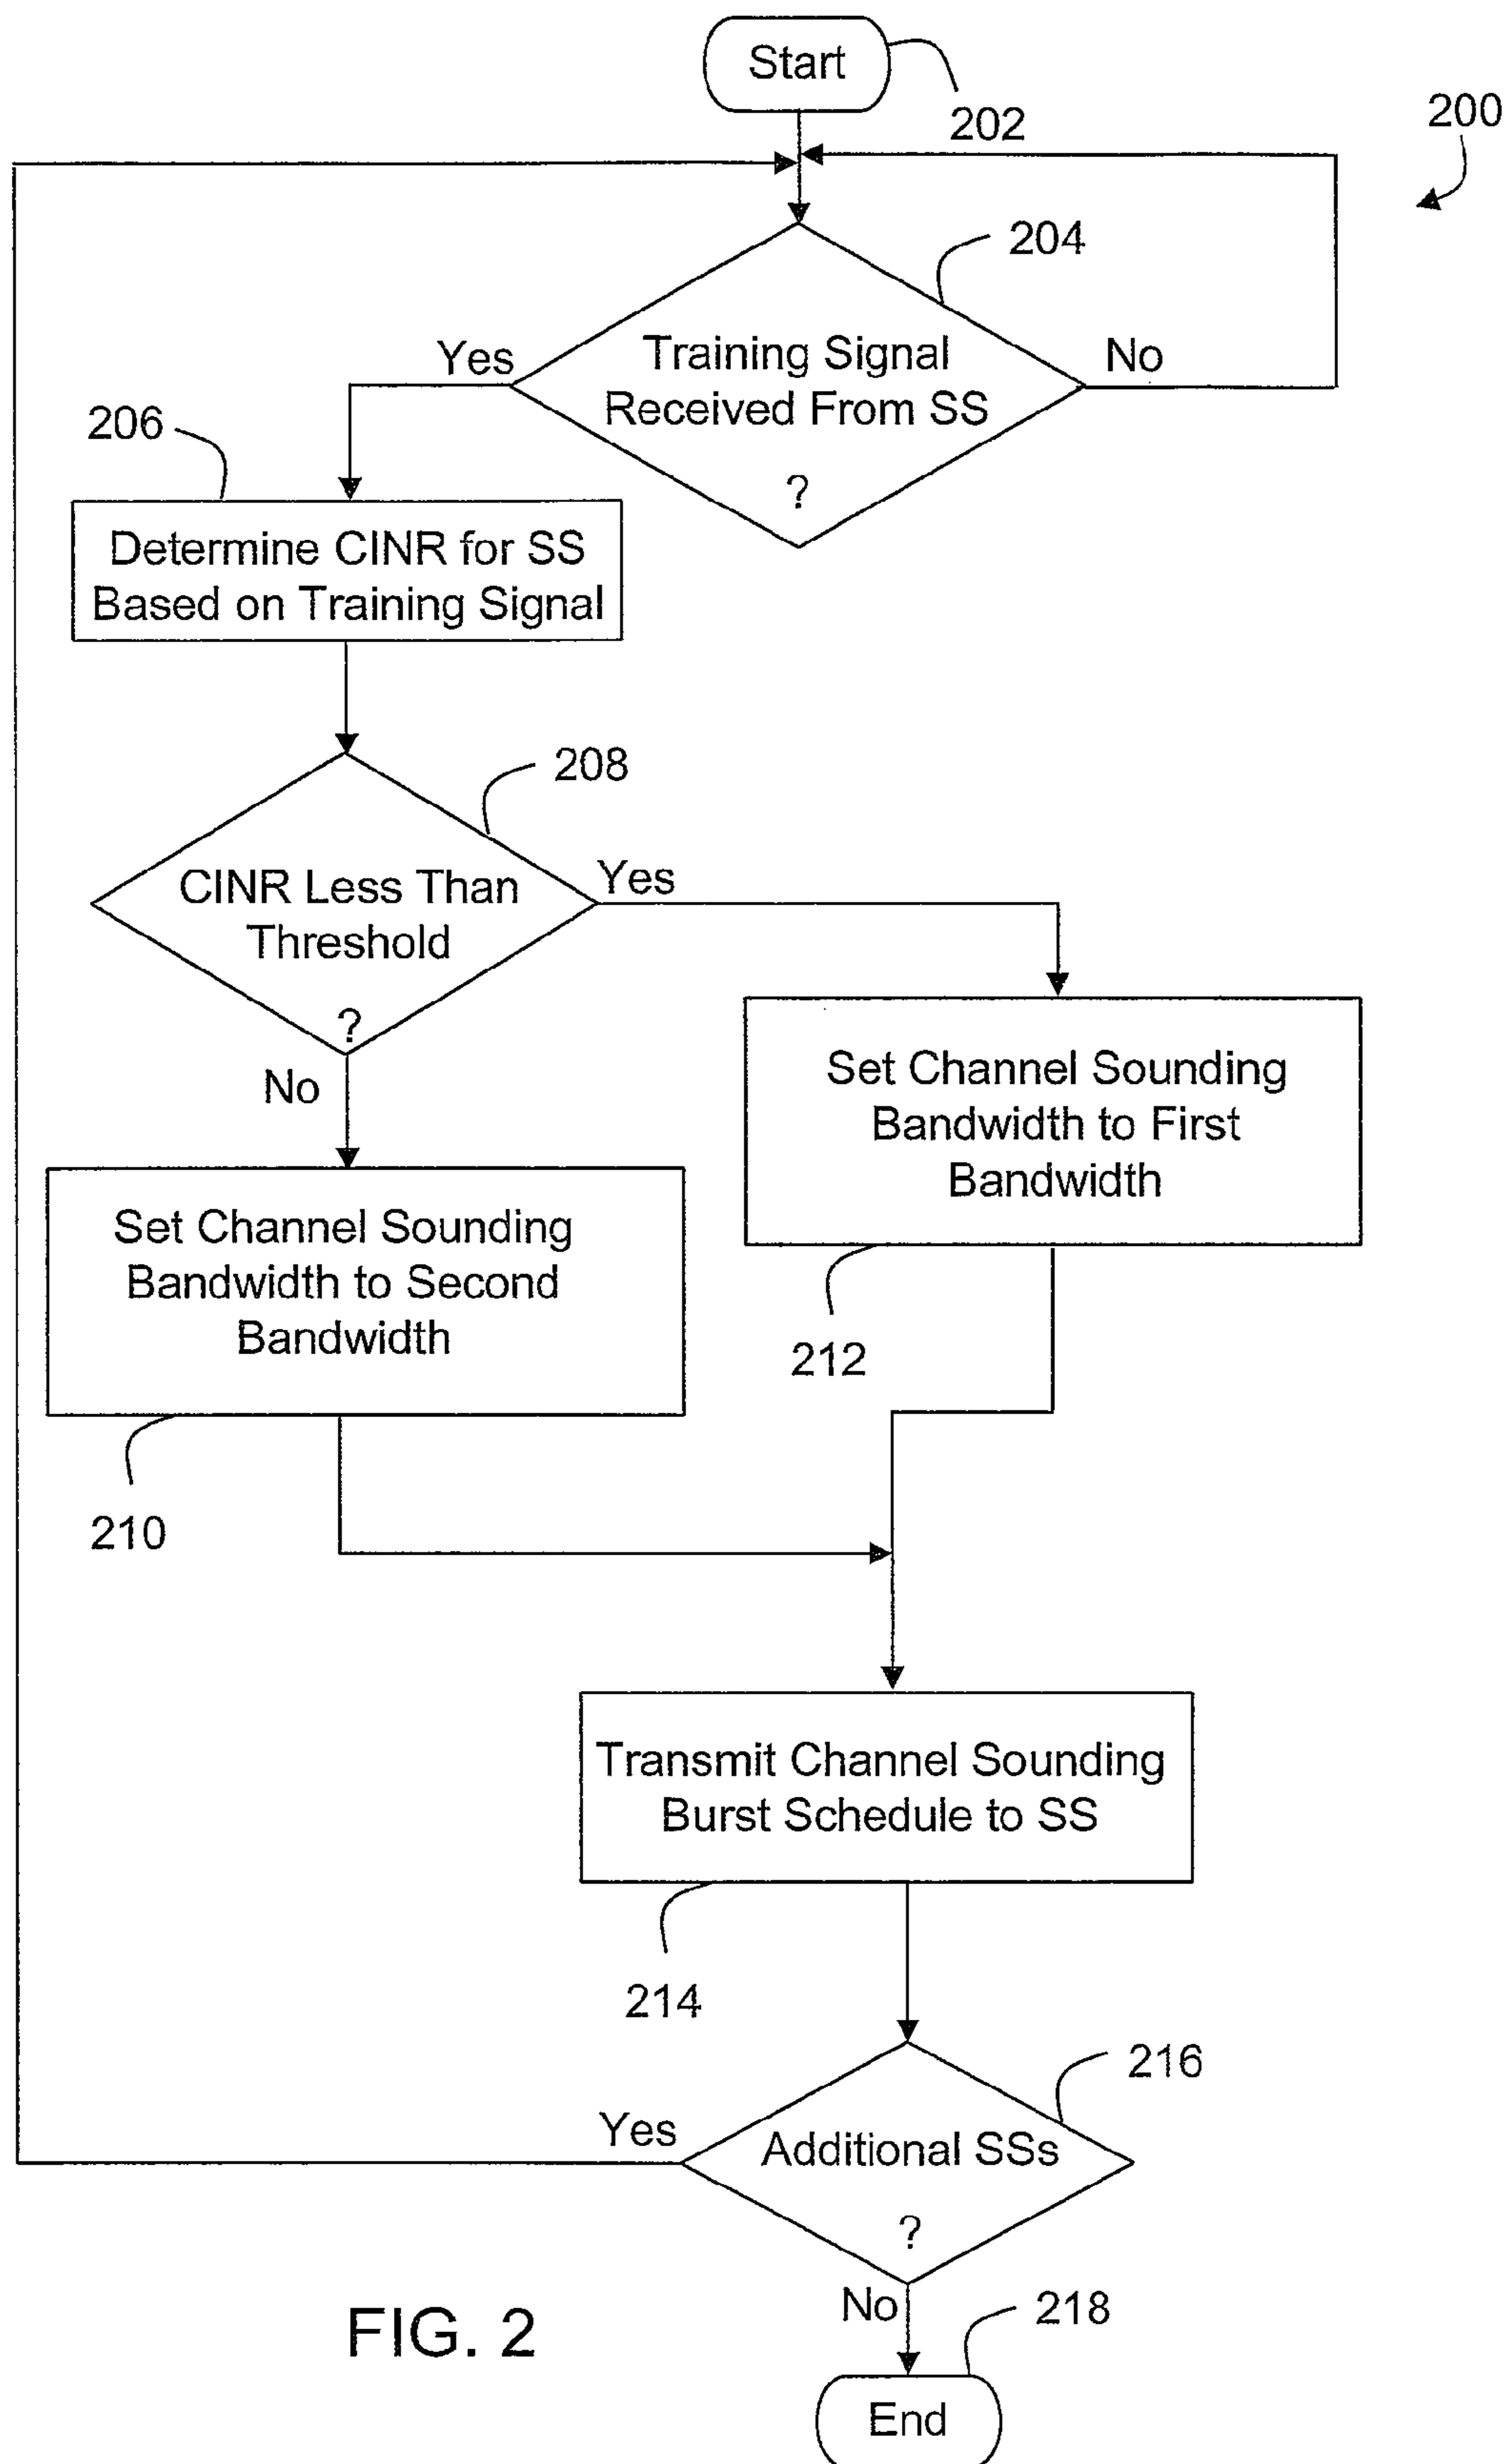 Start
202
200
204
Yes
Training Signal
Received From SS
?
No
206
Determine CINR for SS
Based on Training Signal
208
CINR Less Than
Threshold
?
Yes
No
Set Channel Sounding
Bandwidth to First
Bandwidth
212
Set Channel Sounding
Bandwidth to Second
Bandwidth
210
Transmit Channel Sounding
Burst Schedule to SS
214
216
Yes
Additional SSs
?
No
218
End
FIG. 2